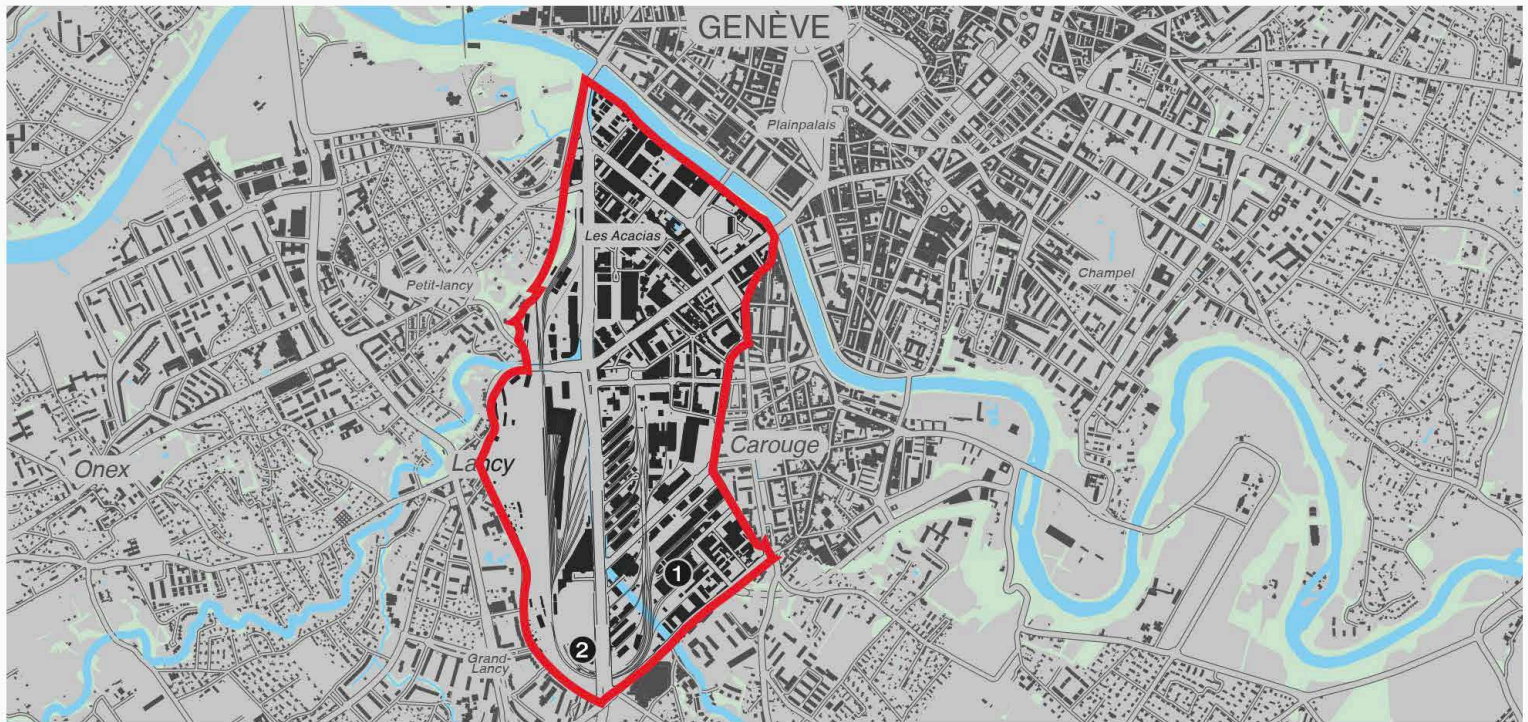 GENÈVE
Plainpalais
Les Acacias
Champel
Petit-lancy
Carouge
Onex
Lancy
1
2
Grand-
Lancy